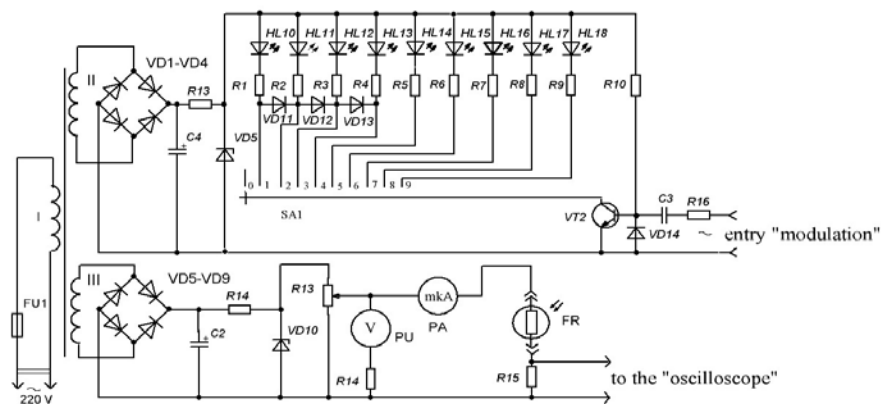 HL10 HL11 HL12 HL13 HL14 HL15 HL16 HL17 HL18
II
VD1-VD4
R13
R1 R2 R3 R4 R5 R6 R7 R8 R9 R10
VD11 VD12 VD13
C4
VD5
0 1 2 3 4 5 6 7 8 9
SA1
I
C3
R16
VT2
VD14
~ entry "modulation"
III
VD5-VD9
R14
R13
mkA
PA
FU1
C2
VD10
V
PU
FR
R14
R15
to the "oscilloscope"
~ 220 V